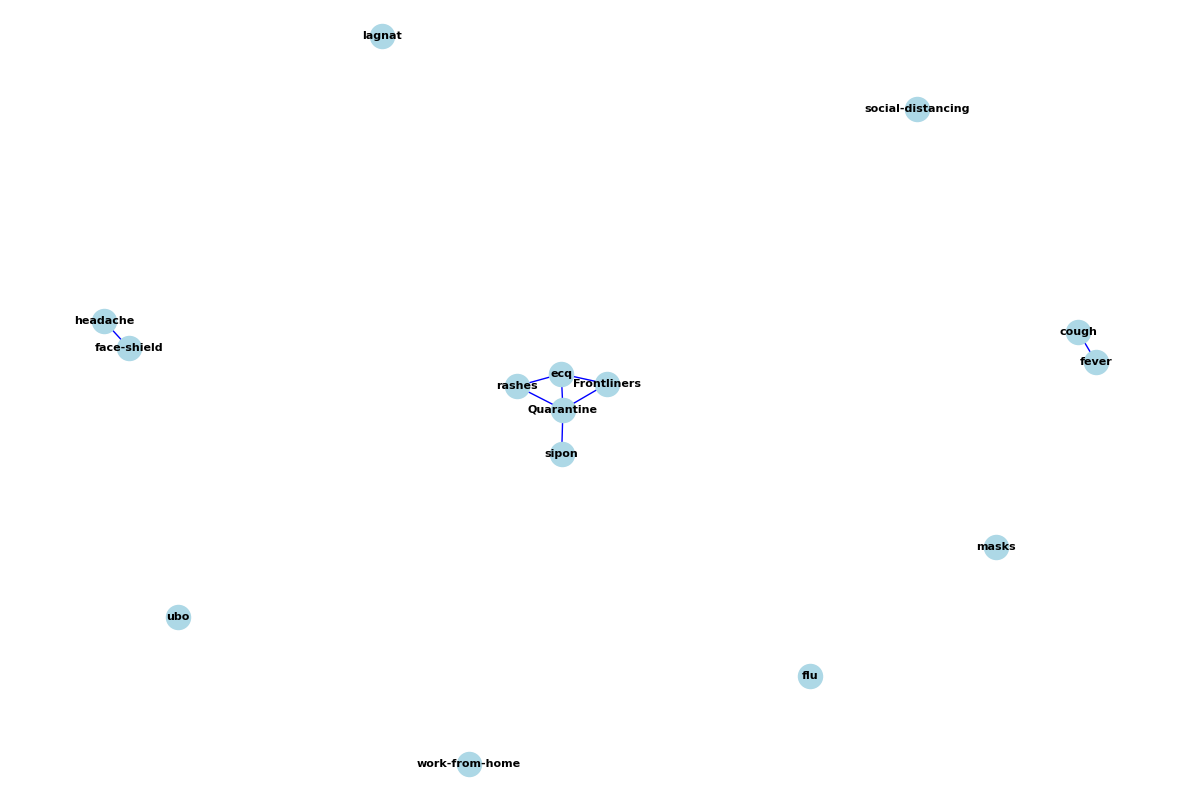 lagnat
social-distancing
headache
face-shield
cough
fever
ecq
rashes
Frontliners
Quarantine
sipon
masks
ubo
flu
work-from-home